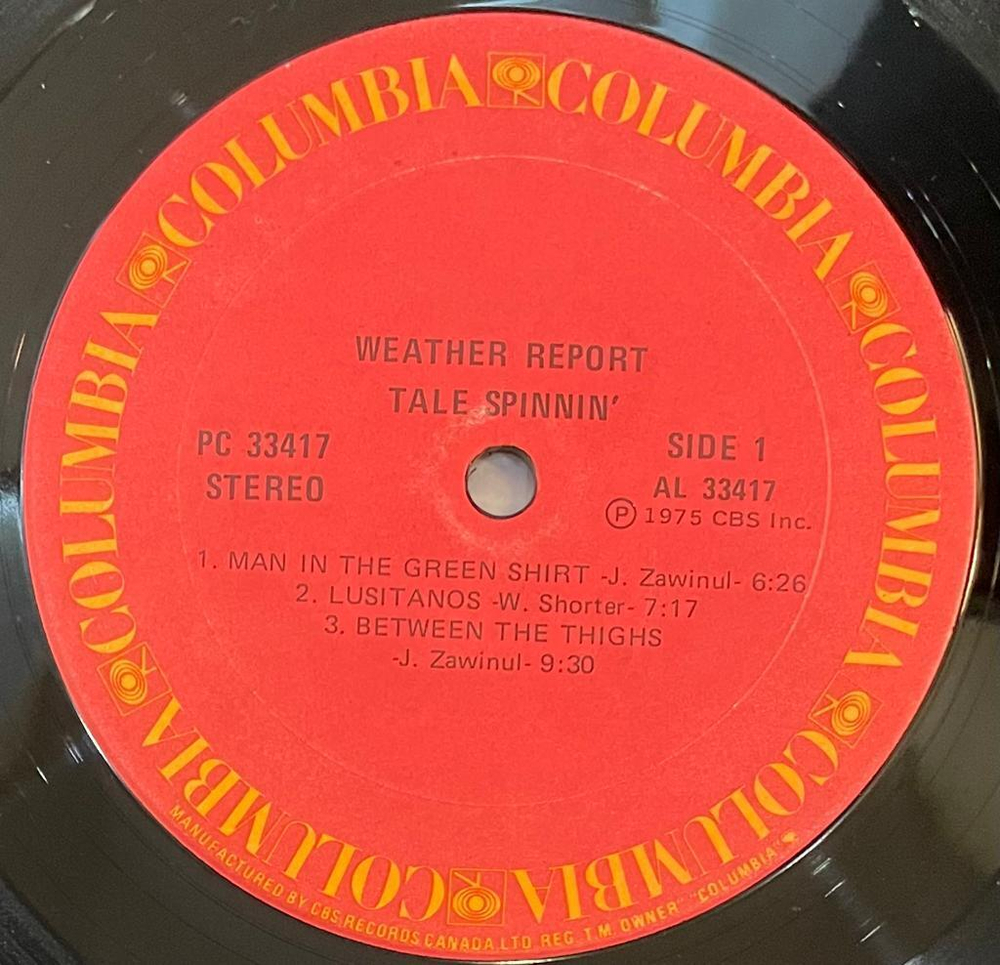 COLUMBIA COLUMBIA COLUMBIA COLUMBIA COLUMBIA COLUMBIA
WEATHER REPORT
TALE SPINNIN'
PC 33417
STEREO
SIDE 1
AL 33417
Ⓟ 1975 CBS Inc.
1. MAN IN THE GREEN SHIRT -J. Zawinul- 6:26
2. LUSITANOS -W. Shorter- 7:17
3. BETWEEN THE THIGHS
-J. Zawinul- 9:30
MANUFACTURED BY CBS RECORDS CANADA LTD REG. T.M. OWNER "COLUMBIA"